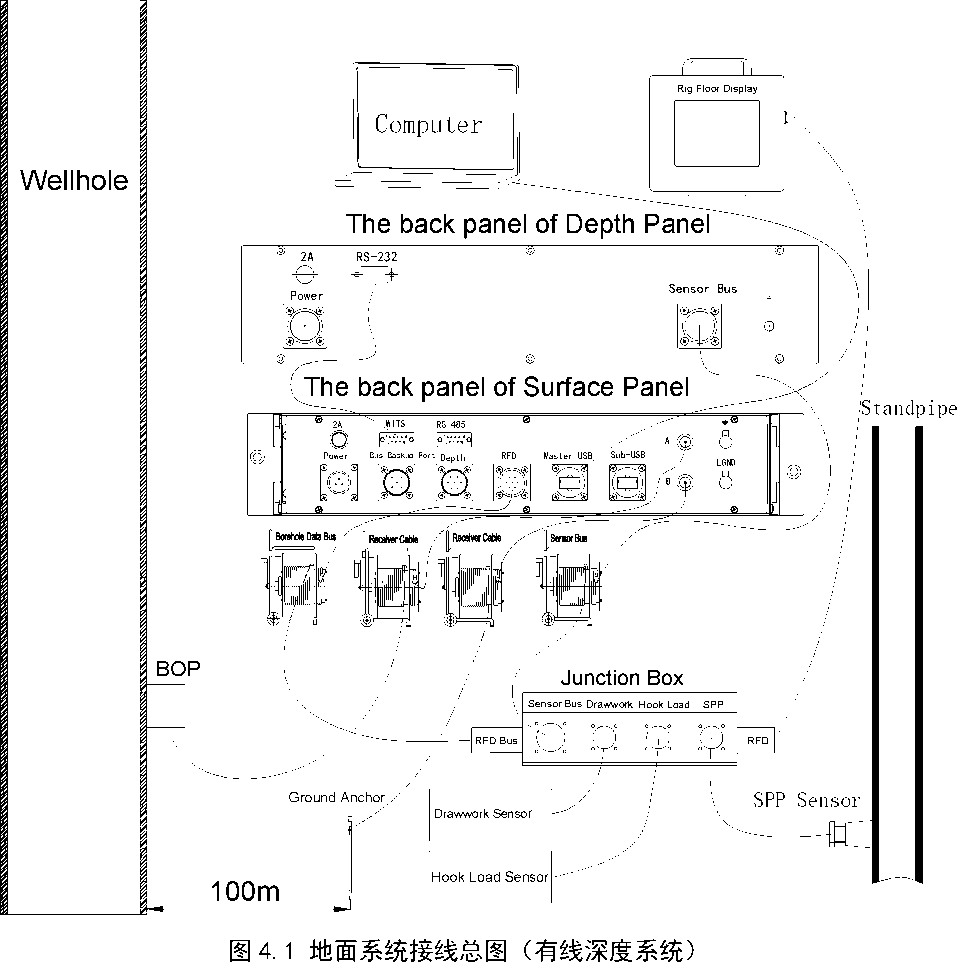 Rig Floor Display
Computer
Wellhole
The back panel of Depth Panel
2A
RS-232
Power
Sensor Bus
The back panel of Surface Panel
Standpipe
2A
WITS
RS 485
A
Power
Bus Backup Port
Depth
RFD
Master USB
Sub-USB
B
LGND
Borehole Data Bus
Receiver Cable
Receiver Cable
Sensor Bus
BOP
Junction Box
Sensor Bus
Drawwork
Hook Load
SPP
RFD Bus
RFD
Ground Anchor
SPP Sensor
Drawwork Sensor
Hook Load Sensor
100m
图 4.1 地面系统接线总图（有线深度系统）